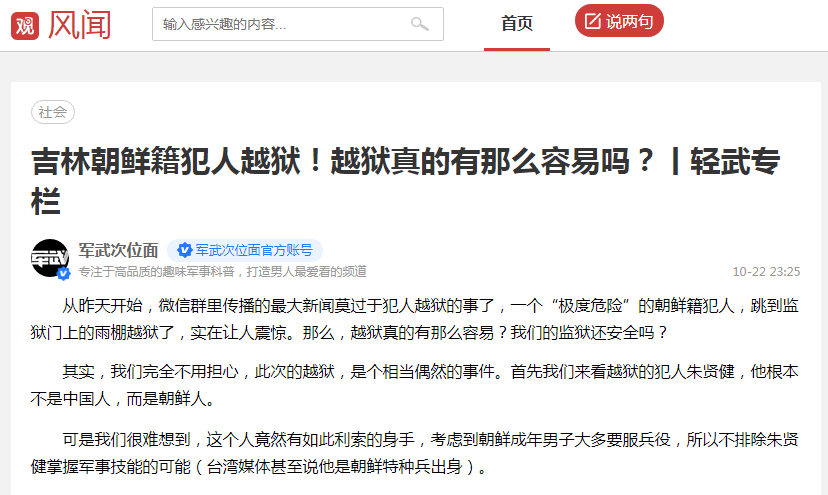 观 风闻
输入感兴趣的内容...
首页
说两句
社会
吉林朝鲜籍犯人越狱！越狱真的有那么容易吗？丨轻武专
栏
军武
军武次位面
军武次位面官方账号
专注于高品质的趣味军事科普，打造男人最爱看的频道
10-22 23:25
从昨天开始，微信群里传播的最大新闻莫过于犯人越狱的事了，一个“极度危险”的朝鲜籍犯人，跳到监
狱门上的雨棚越狱了，实在让人震惊。那么，越狱真的有那么容易？我们的监狱还安全吗？
其实，我们完全不用担心，此次的越狱，是个相当偶然的事件。首先我们来看越狱的犯人朱贤健，他根本
不是中国人，而是朝鲜人。
可是我们很难想到，这个人竟然有如此利索的身手，考虑到朝鲜成年男子大多要服兵役，所以不排除朱贤
健掌握军事技能的可能（台湾媒体甚至说他是朝鲜特种兵出身）。